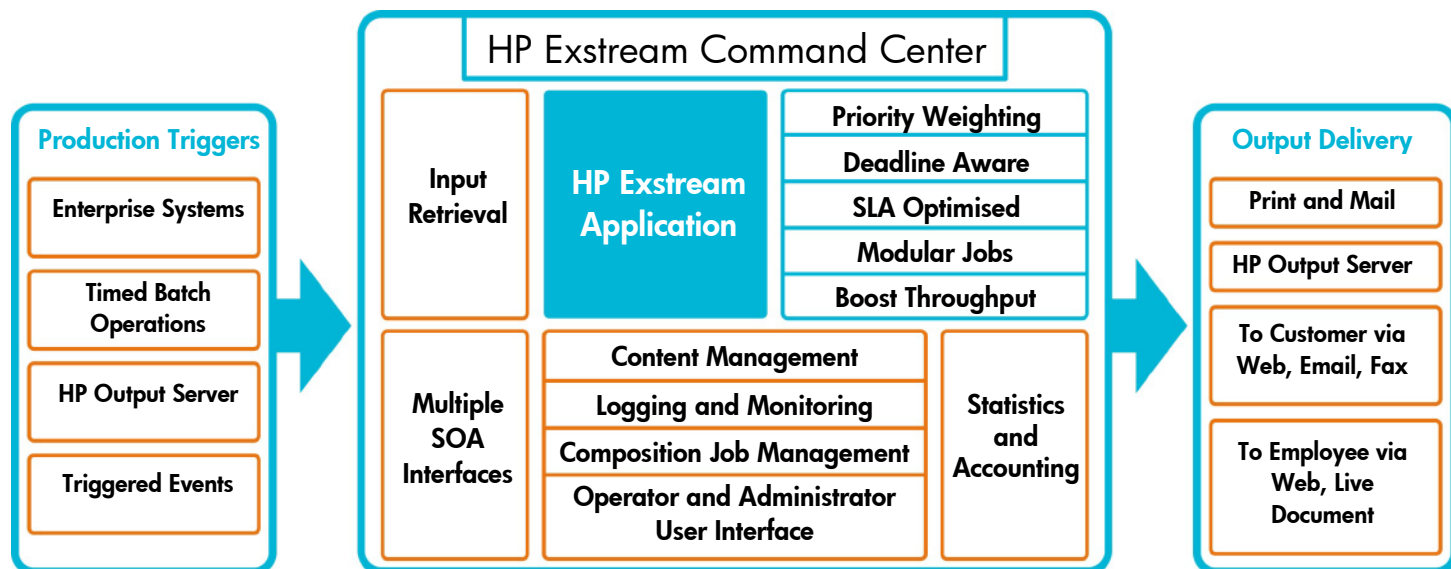 HP Exstream Command Center
Production Triggers
Enterprise Systems
Timed Batch
Operations
HP Output Server
Triggered Events
Input
Retrieval
HP Exstream
Application
Priority Weighting
Deadline Aware
SLA Optimised
Modular Jobs
Boost Throughput
Multiple
SOA
Interfaces
Content Management
Logging and Monitoring
Composition Job Management
Operator and Administrator
User Interface
Statistics
and
Accounting
Output Delivery
Print and Mail
HP Output Server
To Customer via
Web, Email, Fax
To Employee via
Web, Live
Document